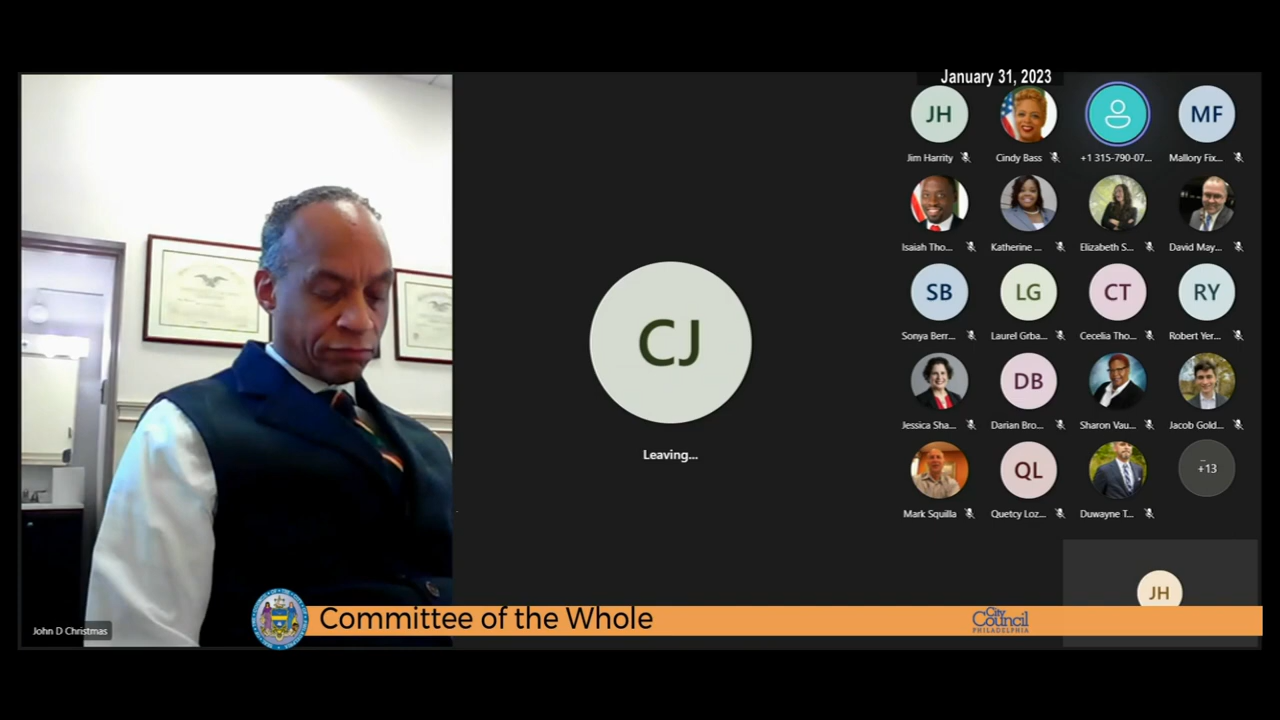 January 31, 2023
JH
MF
Jim Harrity
Cindy Bass
+1 315-790-07...
Mallory Fix...
Isaiah Tho...
Katherine ...
Elizabeth S...
David May...
SB
LG
CT
RY
Sonya Berr...
Laurel Grba...
Cecelia Tho...
Robert Yer...
DB
Jessica Sha...
Darian Bro...
Sharon Vau...
Jacob Gold...
QL
+13
Mark Squilla
Quetcy Loz...
Duwayne T...
CJ
Leaving...
JH
John D Christmas
Committee of the Whole
City
Council
PHILADELPHIA